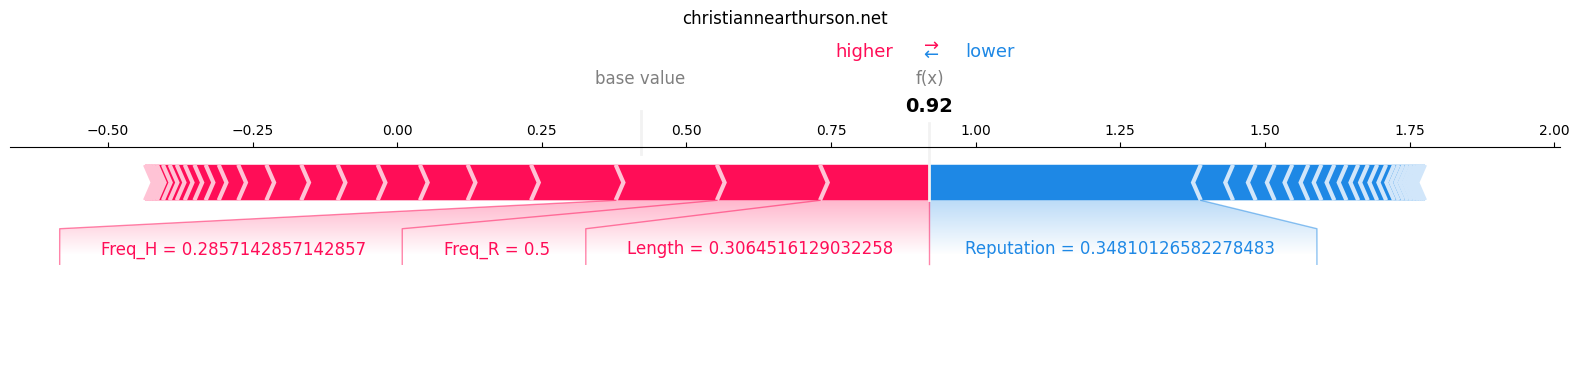 christiannearthurson.net
higher ⇄ lower
base value f(x)
0.92
−0.50 −0.25 0.00 0.25 0.50 0.75 1.00 1.25 1.50 1.75 2.00
Freq_H = 0.2857142857142857 Freq_R = 0.5 Length = 0.3064516129032258 Reputation = 0.34810126582278483